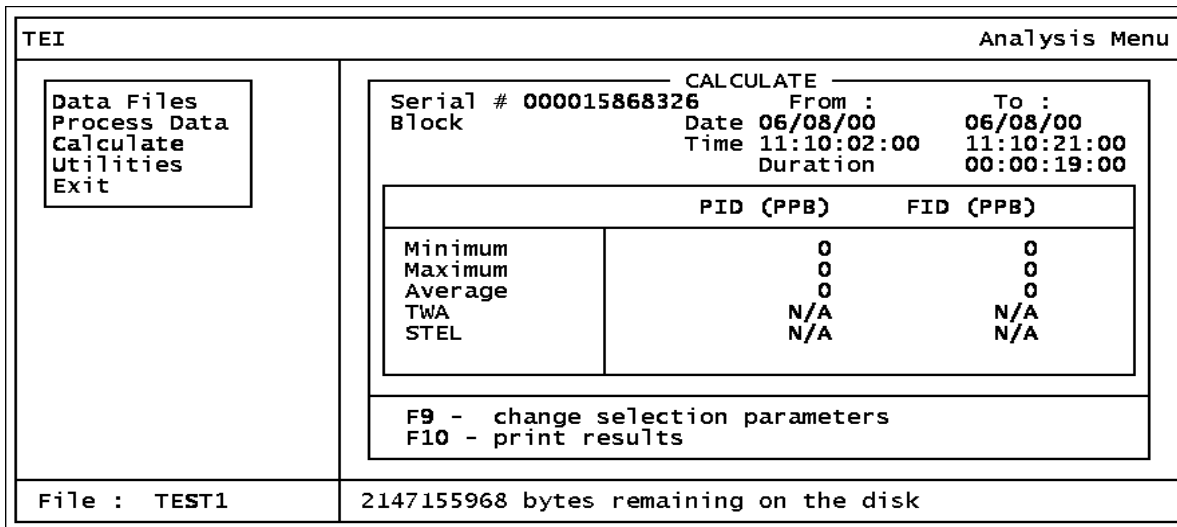 TEI Analysis Menu
Data Files
Process Data
Calculate
Utilities
Exit
CALCULATE
Serial # 000015868326 From : To :
Block Date 06/08/00 06/08/00
Time 11:10:02:00 11:10:21:00
Duration 00:00:19:00
PID (PPB) FID (PPB)
Minimum 0 0
Maximum 0 0
Average 0 0
TWA N/A N/A
STEL N/A N/A
F9 - change selection parameters
F10 - print results
File : TEST1 2147155968 bytes remaining on the disk